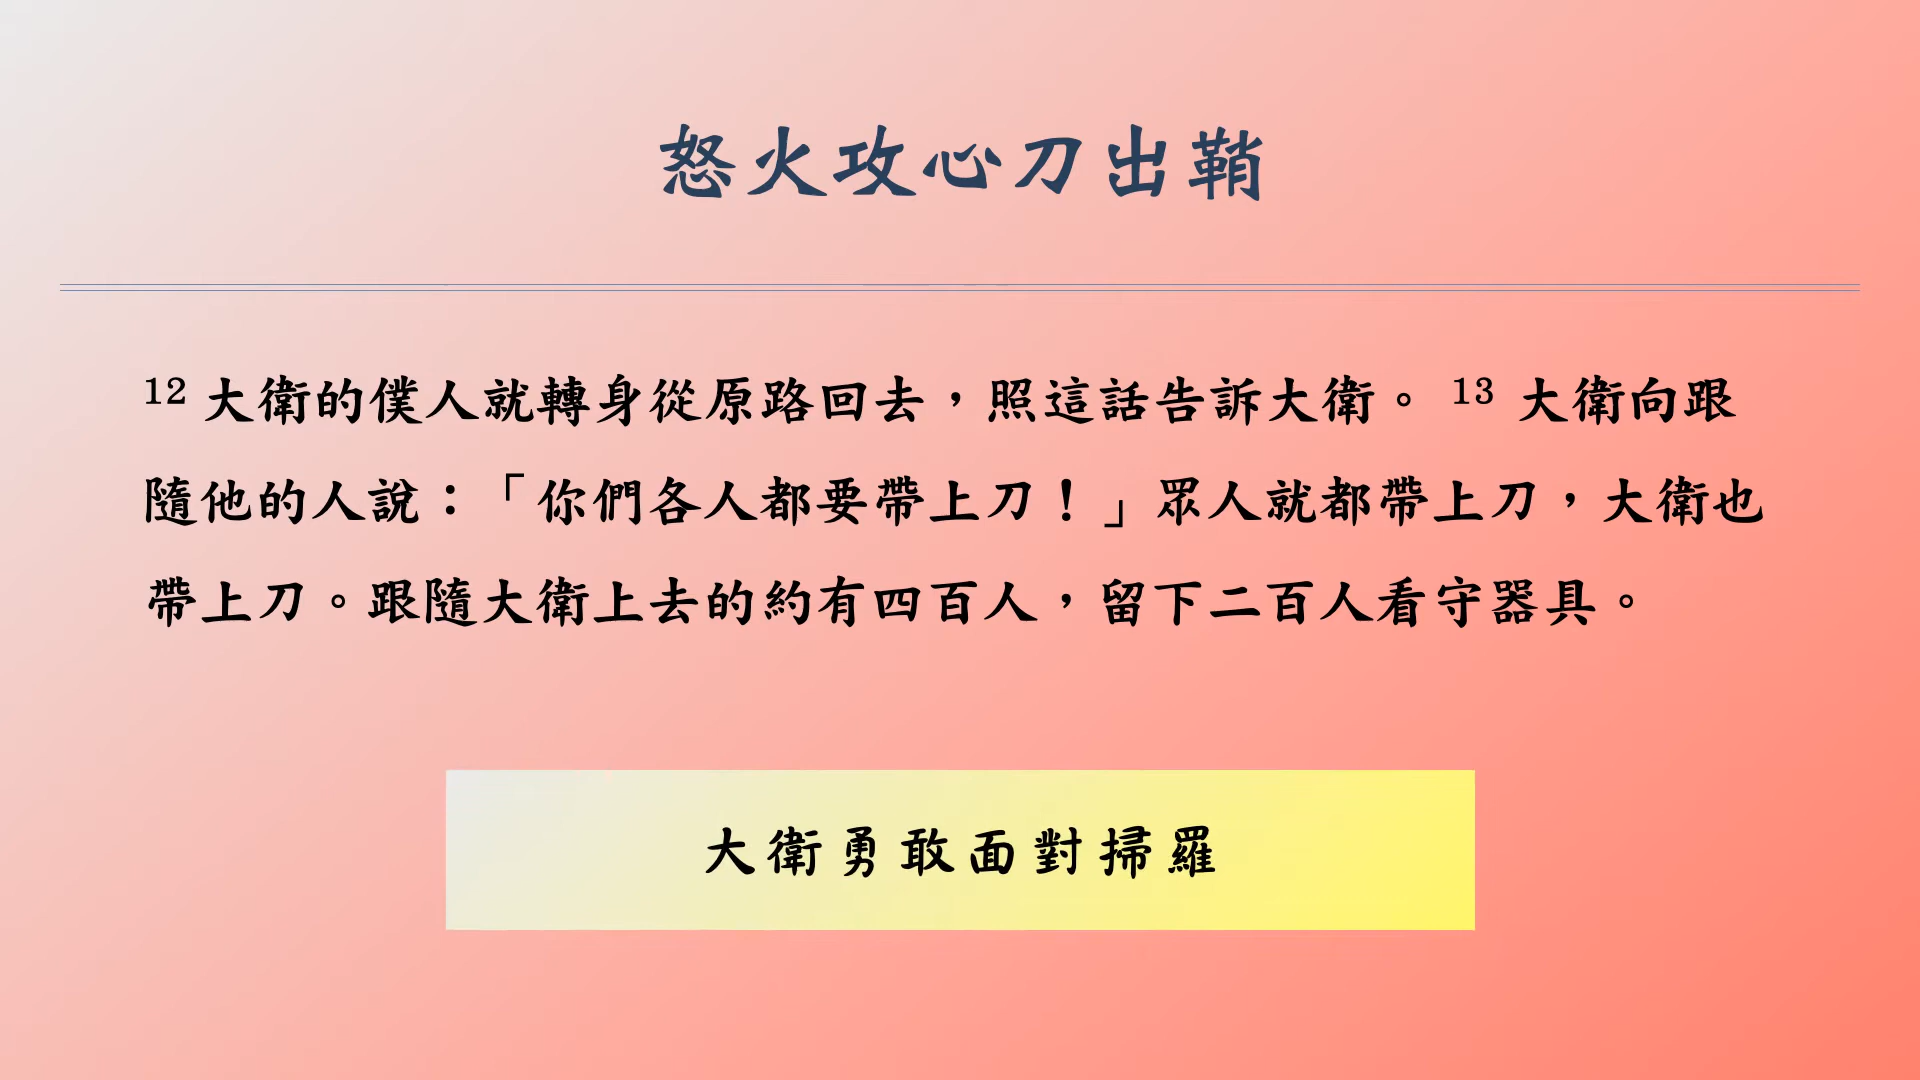 怒火攻心刀出鞘
12 大衛的僕人就轉身從原路回去，照這話告訴大衛。 13 大衛向跟
隨他的人說：「你們各人都要帶上刀！」眾人就都帶上刀，大衛也
帶上刀。跟隨大衛上去的約有四百人，留下二百人看守器具。
大衛勇敢面對掃羅